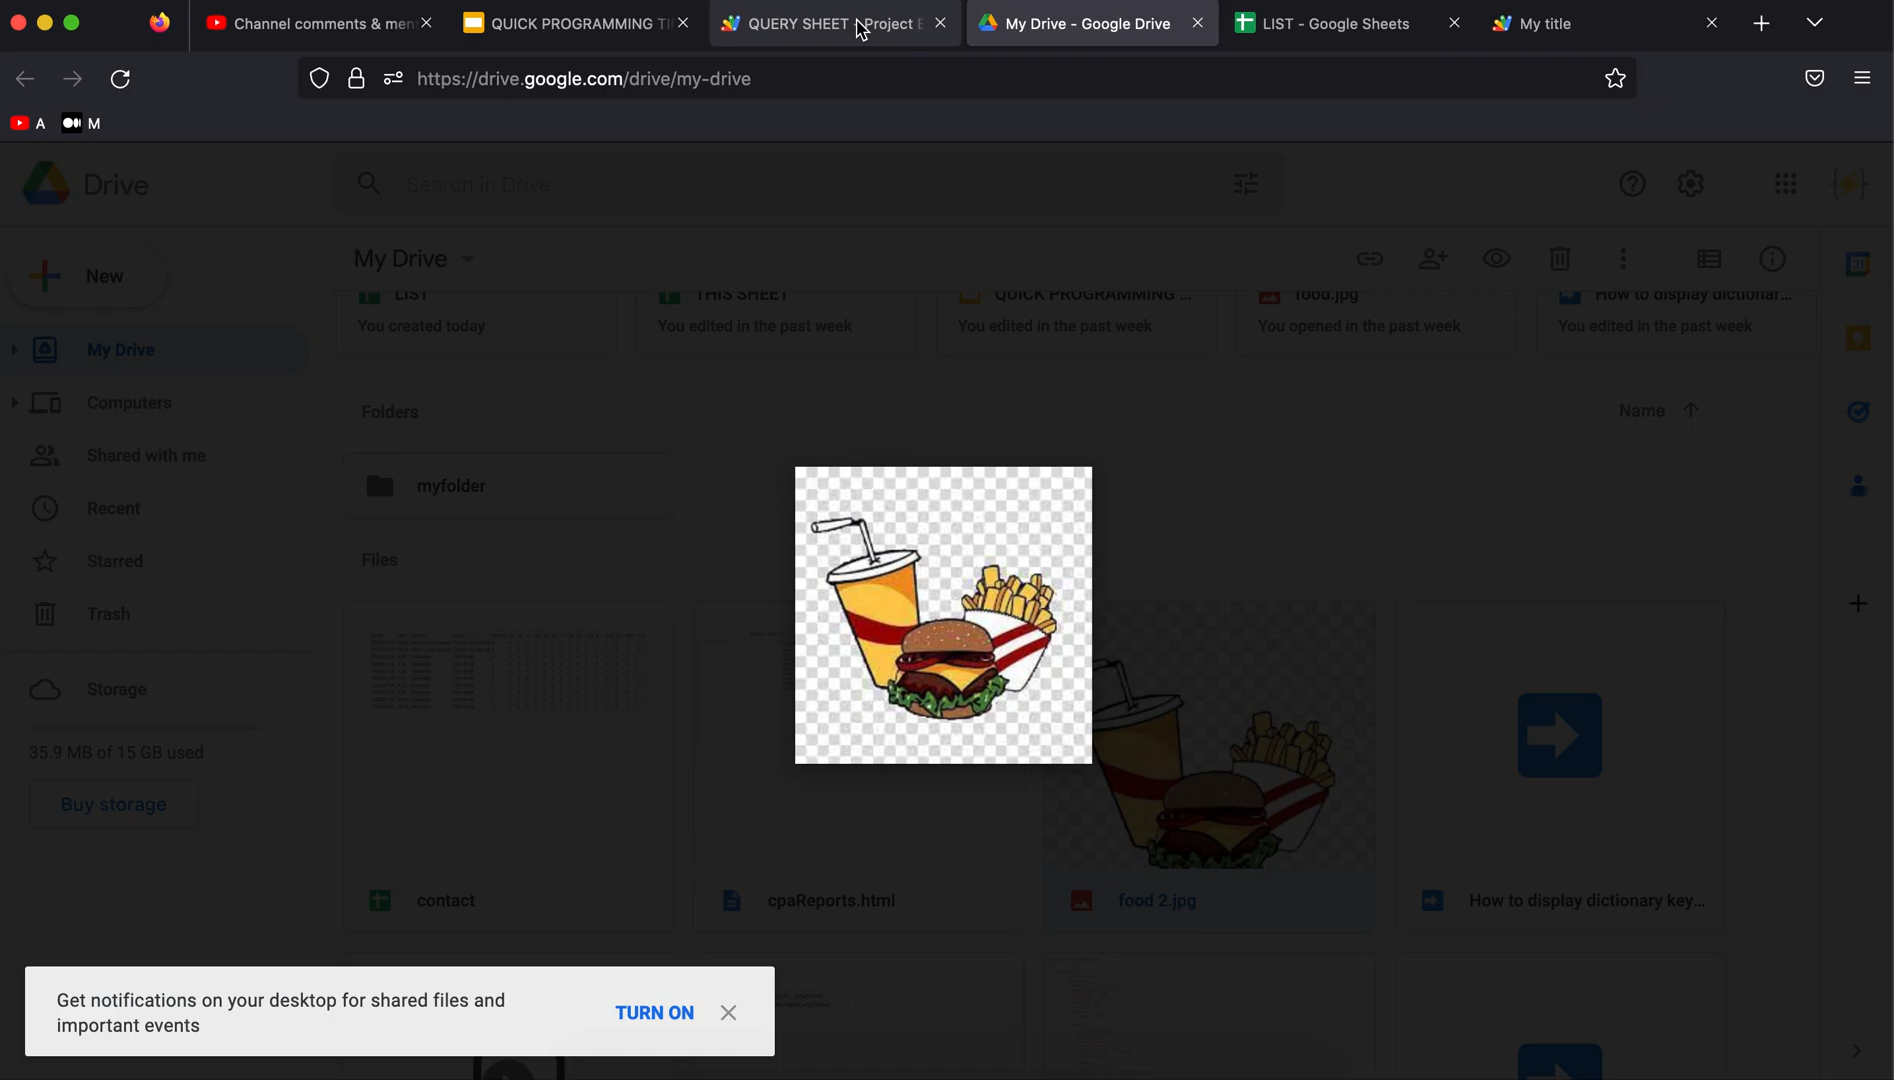 Channel comments & men
QUICK PROGRAMMING TI
QUERY SHEET - Project E
My Drive - Google Drive
LIST - Google Sheets
My title
https://drive.google.com/drive/my-drive
A
M
Drive
Search in Drive
New
My Drive
LIST
THIS SHEET
QUICK PROGRAMMING ...
food.jpg
How to display dictionar...
You created today
You edited in the past week
You edited in the past week
You opened in the past week
You edited in the past week
31
My Drive
Computers
Shared with me
Recent
Starred
Trash
Storage
35.9 MB of 15 GB used
Buy storage
Folders
Name
myfolder
Files
contact
cpaReports.html
food 2.jpg
How to display dictionary key...
Get notifications on your desktop for shared files and
important events
TURN ON